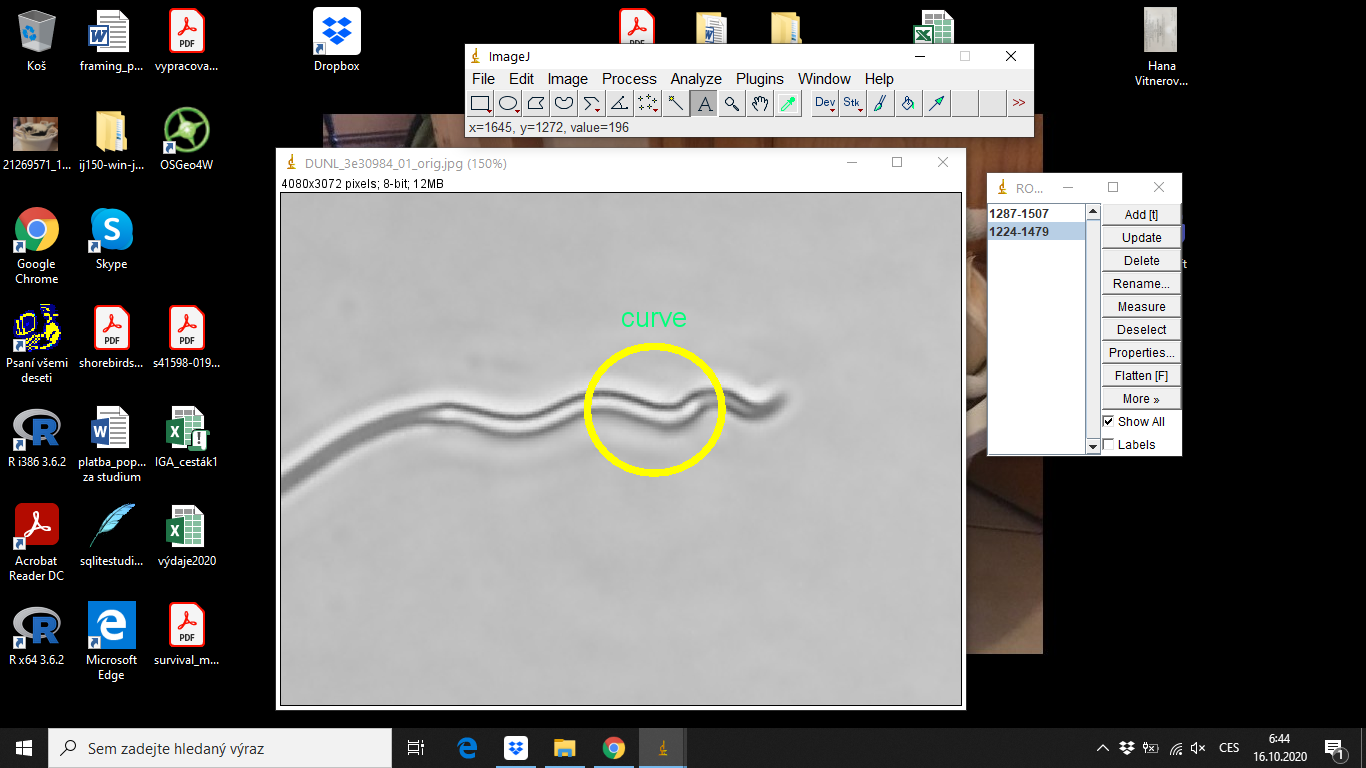 Koš
framing_p...
vypracova...
Dropbox
Hana
Vitnerov...
ImageJ
File Edit Image Process Analyze Plugins Window Help
A Dev Stk >>
x=1645, y=1272, value=196
21269571_1...
ij150-win-j...
OSGeo4W
DUNL_3e30984_01_orig.jpg (150%)
4080x3072 pixels; 8-bit; 12MB
curve
RO...
1287-1507
1224-1479
Add [t]
Update
Delete
Rename...
Measure
Deselect
Properties...
Flatten [F]
More »
Show All
Labels
Google
Chrome
Skype
Psaní všemi
deseti
shorebirds...
s41598-019...
R i386 3.6.2
platba_pop...
za studium
IGA_cesták1
Acrobat
Reader DC
sqlitestudi...
výdaje2020
R x64 3.6.2
Microsoft
Edge
survival_m...
Sem zadejte hledaný výraz
CES
6:44
16.10.2020
1